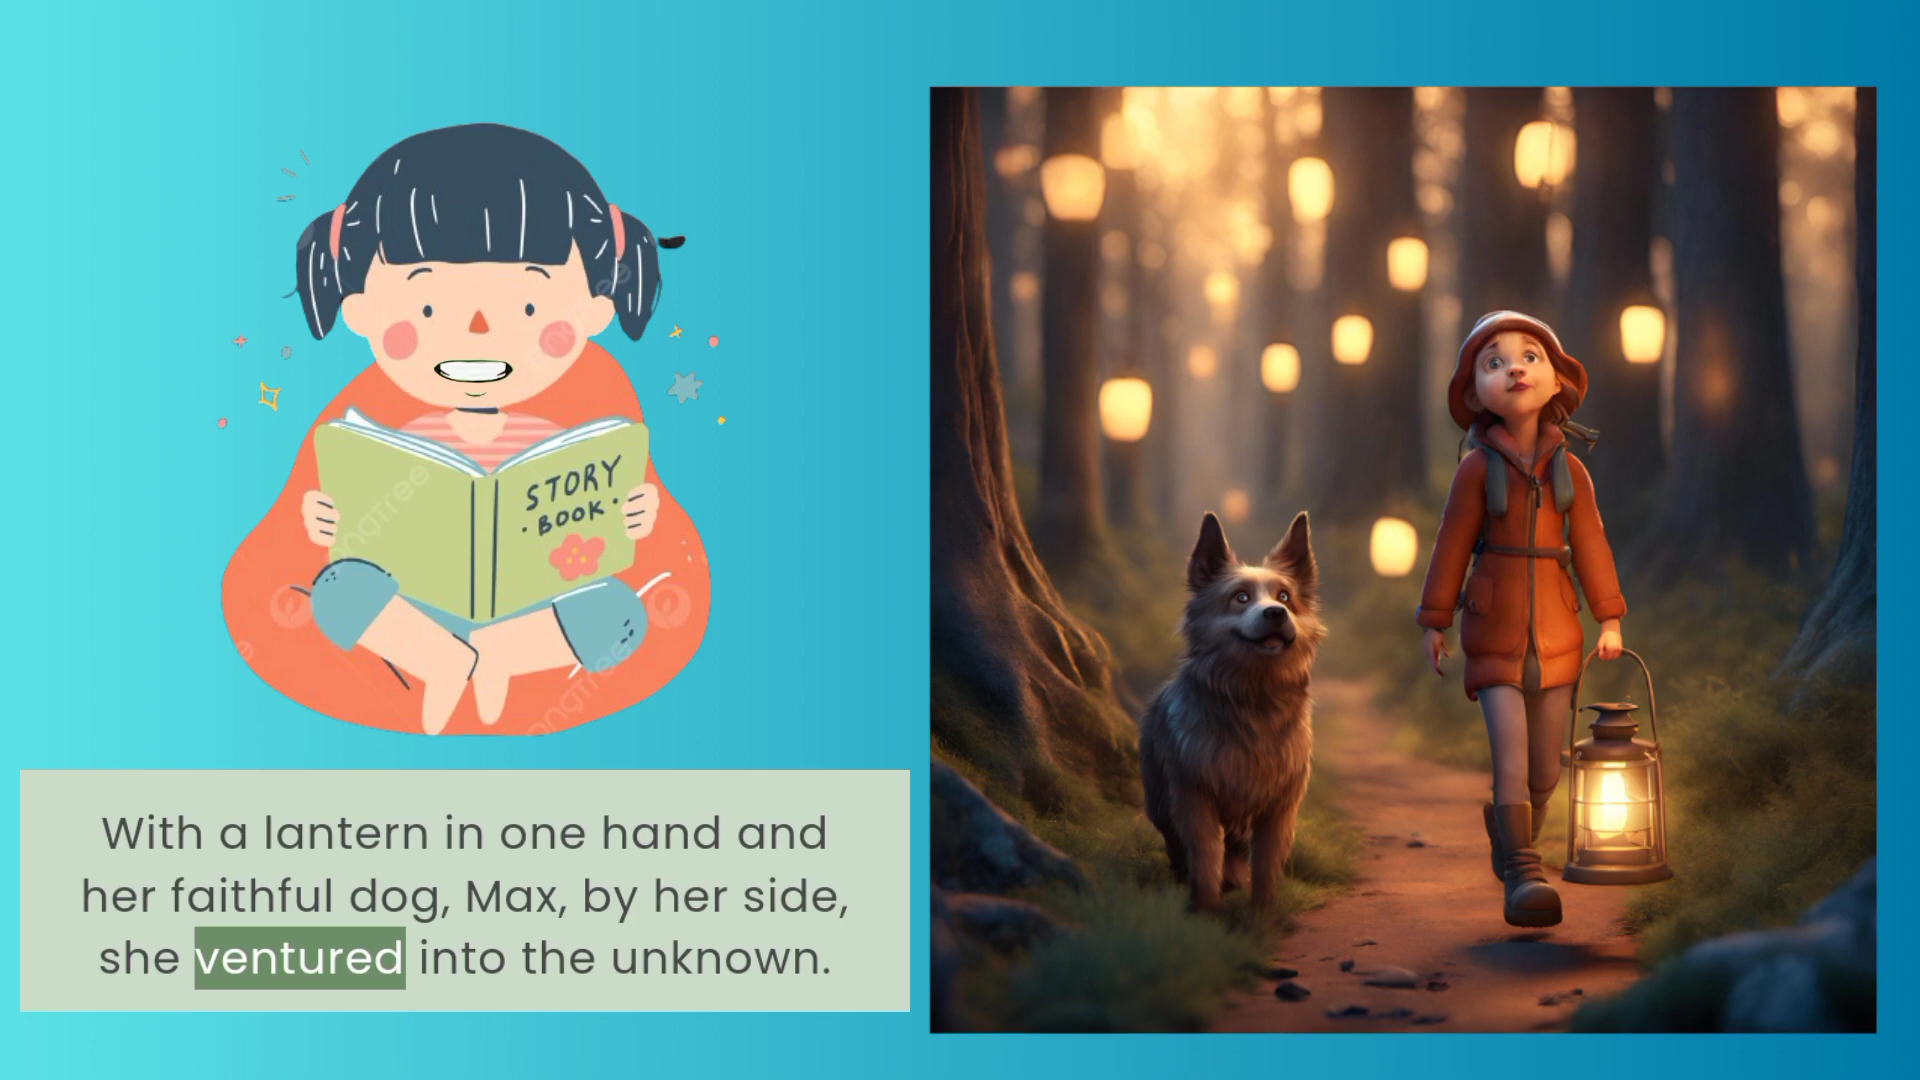 STORY
BOOK
With a lantern in one hand and
her faithful dog, Max, by her side,
she ventured into the unknown.